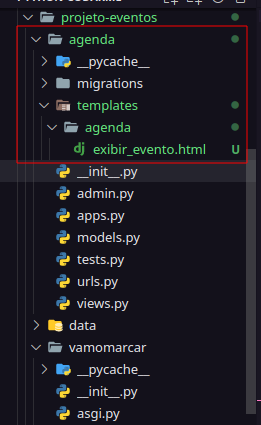 projeto-eventos
agenda
__pycache__
migrations
templates
agenda
exibir_evento.html U
__init__.py
admin.py
apps.py
models.py
tests.py
urls.py
views.py
data
vamomarcar
__pycache__
__init__.py
asgi.py